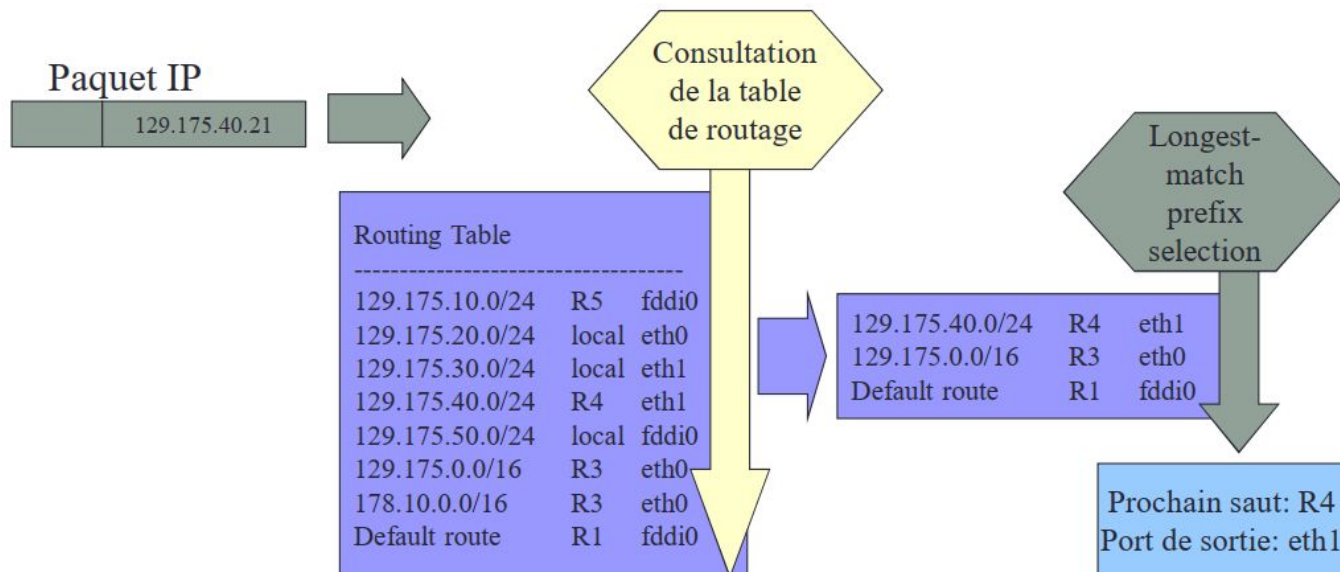 Paquet IP
129.175.40.21
Consultation
de la table
de routage
Routing Table
------------------------------------
129.175.10.0/24 R5 fddi0
129.175.20.0/24 local eth0
129.175.30.0/24 local eth1
129.175.40.0/24 R4 eth1
129.175.50.0/24 local fddi0
129.175.0.0/16 R3 eth0
178.10.0.0/16 R3 eth0
Default route R1 fddi0
129.175.40.0/24 R4 eth1
129.175.0.0/16 R3 eth0
Default route R1 fddi0
Longest-
match
prefix
selection
Prochain saut: R4
Port de sortie: eth1